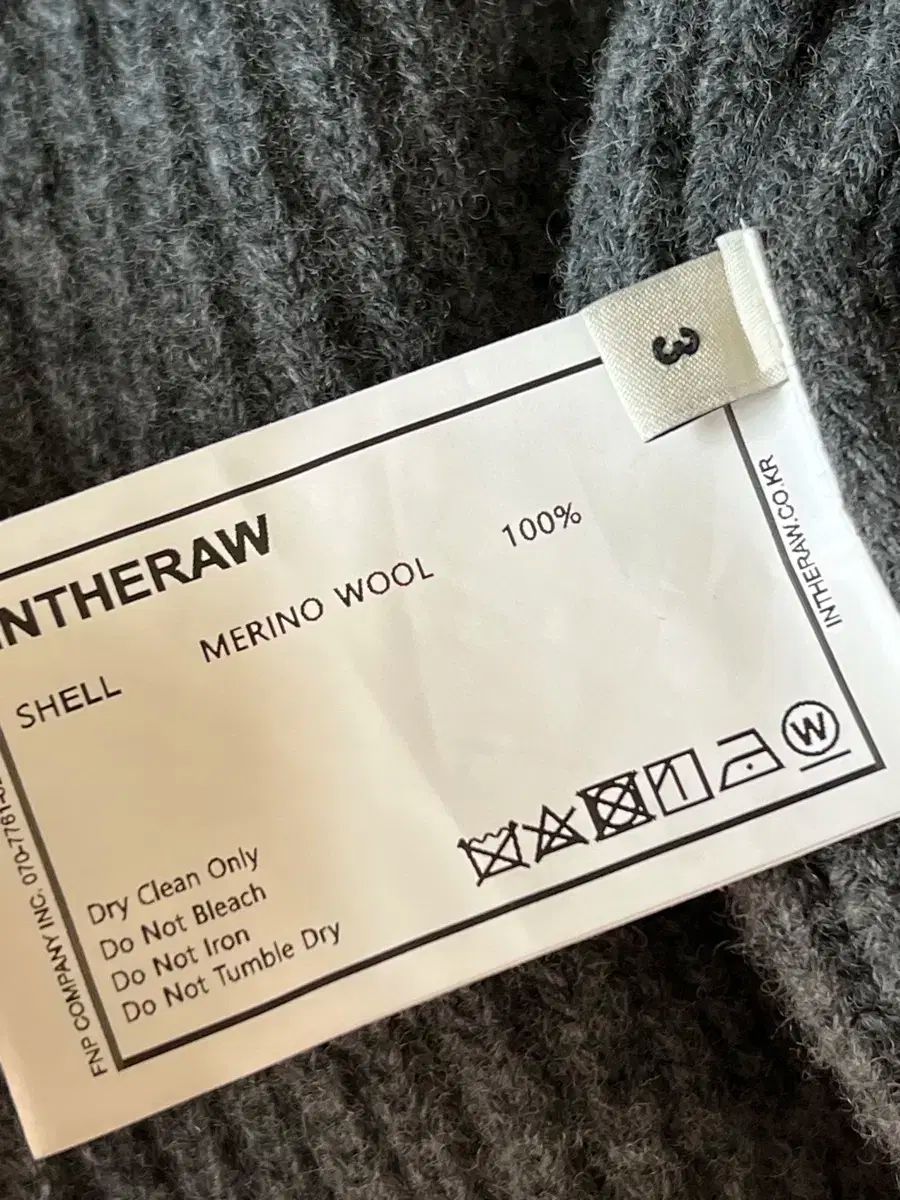 3
INTHERAW
SHELL MERINO WOOL 100%
Dry Clean Only
Do Not Bleach
Do Not Iron
Do Not Tumble Dry
W
INTHERAW.CO.KR
FNP COMPANY INC.